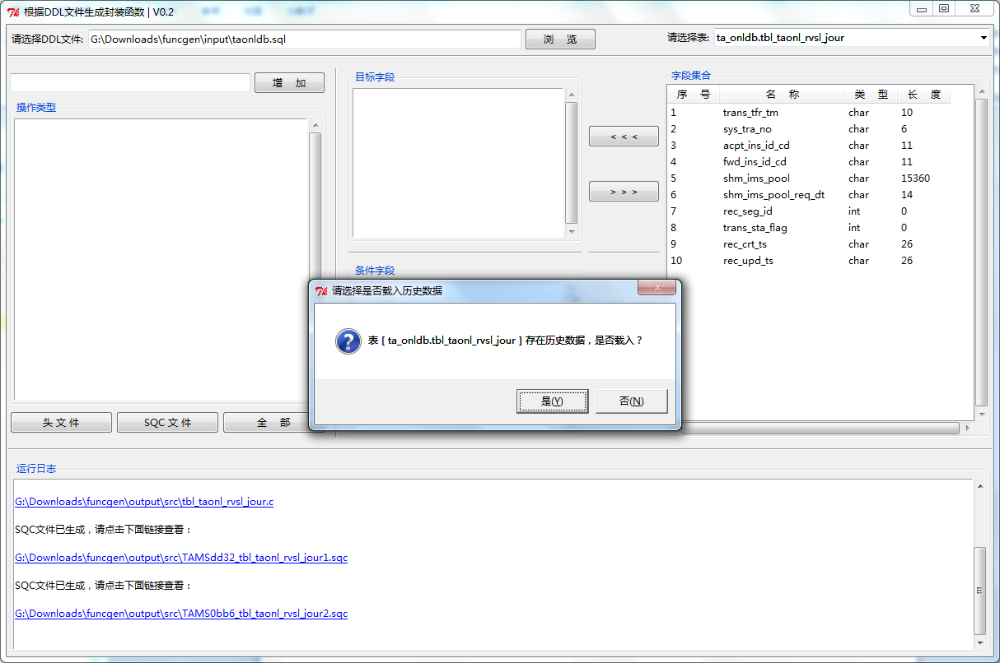 根据DDL文件生成封装函数 | V0.2
请选择DDL文件: G:\Downloads\funcgen\input\taonldb.sql 浏 览 请选择表: ta_onldb.tbl_taonl_rvsl_jour
增 加
操作类型
目标字段
< < <
> > >
条件字段
字段集合
序 号 名 称 类 型 长 度
1 trans_tfr_tm char 10
2 sys_tra_no char 6
3 acpt_ins_id_cd char 11
4 fwd_ins_id_cd char 11
5 shm_ims_pool char 15360
6 shm_ims_pool_req_dt char 14
7 rec_seg_id int 0
8 trans_sta_flag int 0
9 rec_crt_ts char 26
10 rec_upd_ts char 26
请选择是否载入历史数据
表 [ ta_onldb.tbl_taonl_rvsl_jour ] 存在历史数据，是否载入？
是(Y) 否(N)
头 文 件 SQC 文 件 全 部
运行日志
G:\Downloads\funcgen\output\src\tbl_taonl_rvsl_jour.c
SQC文件已生成，请点击下面链接查看：
G:\Downloads\funcgen\output\src\TAMSdd32_tbl_taonl_rvsl_jour1.sqc
SQC文件已生成，请点击下面链接查看：
G:\Downloads\funcgen\output\src\TAMS0bb6_tbl_taonl_rvsl_jour2.sqc